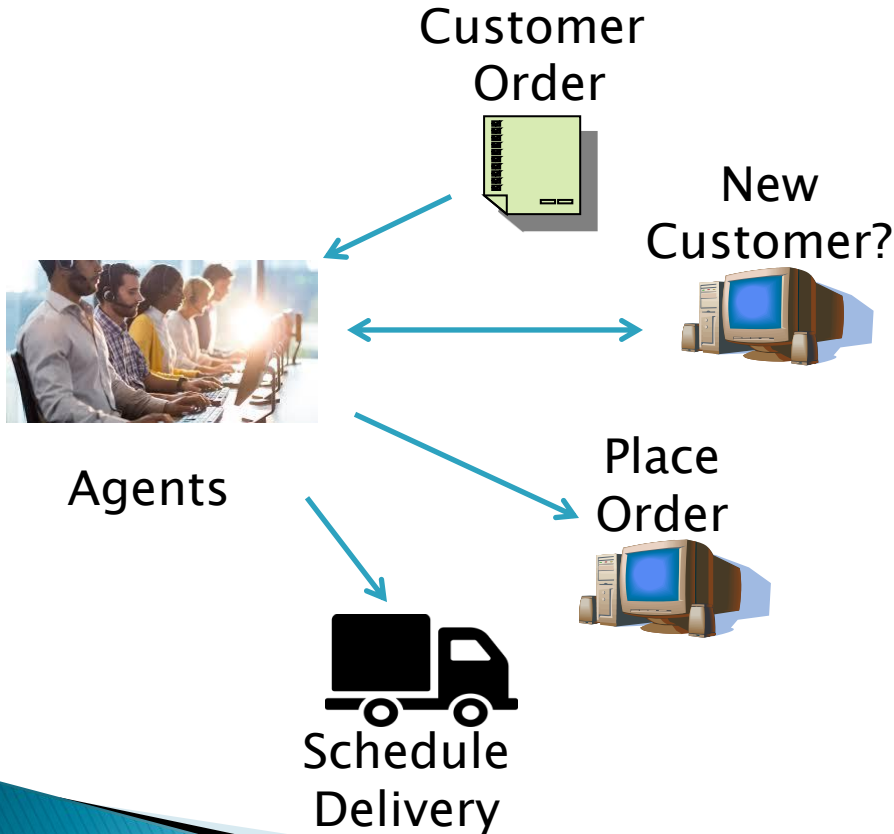 Customer
Order
New
Customer?
Agents
Place
Order
Schedule
Delivery